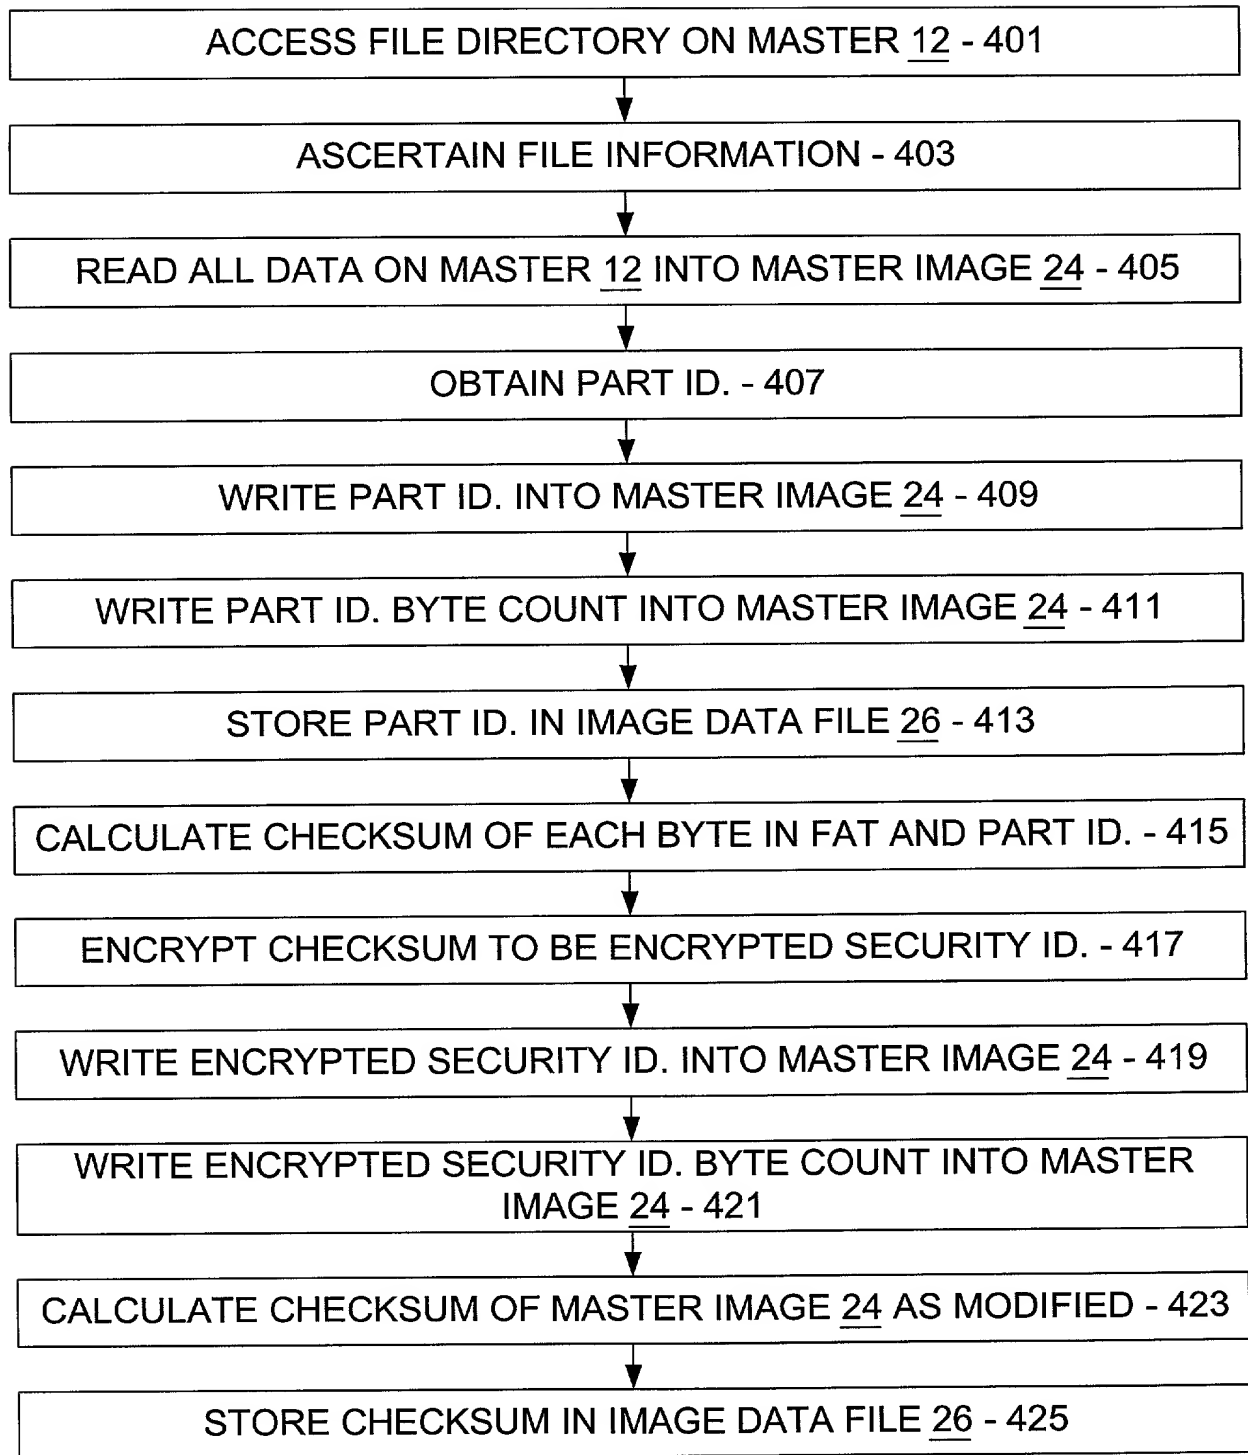 ACCESS FILE DIRECTORY ON MASTER 12 - 401
ASCERTAIN FILE INFORMATION - 403
READ ALL DATA ON MASTER 12 INTO MASTER IMAGE 24 - 405
OBTAIN PART ID. - 407
WRITE PART ID. INTO MASTER IMAGE 24 - 409
WRITE PART ID. BYTE COUNT INTO MASTER IMAGE 24 - 411
STORE PART ID. IN IMAGE DATA FILE 26 - 413
CALCULATE CHECKSUM OF EACH BYTE IN FAT AND PART ID. - 415
ENCRYPT CHECKSUM TO BE ENCRYPTED SECURITY ID. - 417
WRITE ENCRYPTED SECURITY ID. INTO MASTER IMAGE 24 - 419
WRITE ENCRYPTED SECURITY ID. BYTE COUNT INTO MASTER
IMAGE 24 - 421
CALCULATE CHECKSUM OF MASTER IMAGE 24 AS MODIFIED - 423
STORE CHECKSUM IN IMAGE DATA FILE 26 - 425